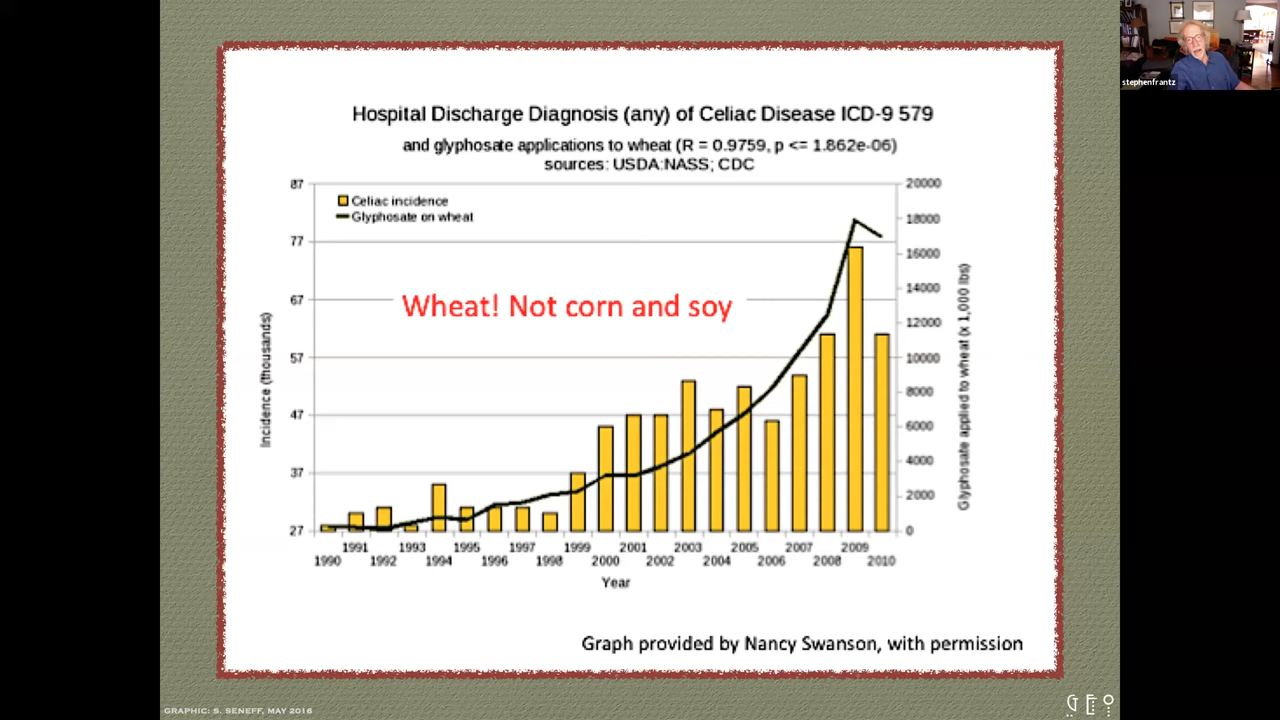 stephenfrantz
Hospital Discharge Diagnosis (any) of Celiac Disease ICD-9 579
and glyphosate applications to wheat (R = 0.9759, p <= 1.862e-06)
sources: USDA:NASS; CDC
87
77
67
57
47
37
27
Incidence (thousands)
Celiac incidence
Glyphosate on wheat
Wheat! Not corn and soy
20000
18000
16000
14000
12000
10000
8000
6000
4000
2000
0
Glyphosate applied to wheat (x 1,000 lbs)
1991 1993 1995 1997 1999 2001 2003 2005 2007 2009
1990 1992 1994 1996 1998 2000 2002 2004 2006 2008 2010
Year
Graph provided by Nancy Swanson, with permission
GRAPHIC: S. SENEFF, MAY 2016
GEO